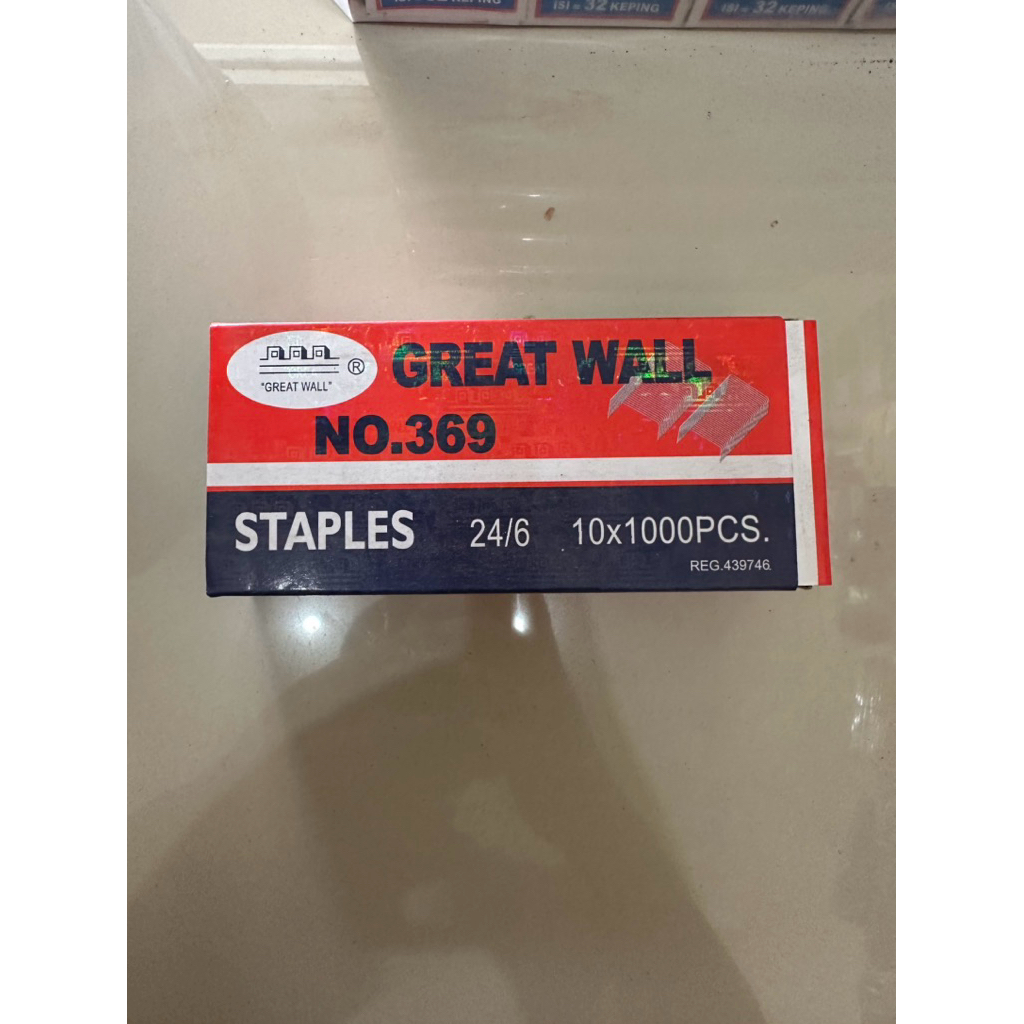 ISI = 32 KEPING
ISI = 32 KEPING
"GREAT WALL" ®
GREAT WALL
NO.369
STAPLES 24/6 10x1000PCS.
REG.439746.